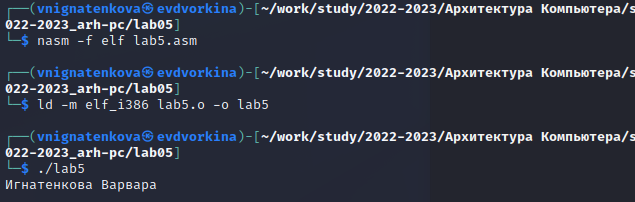 ┌──(vnignatenkova㉿evdvorkina)-[~/work/study/2022-2023/Архитектура Компьютера/s
022-2023_arh-pc/lab05]
└─$ nasm -f elf lab5.asm
┌──(vnignatenkova㉿evdvorkina)-[~/work/study/2022-2023/Архитектура Компьютера/s
022-2023_arh-pc/lab05]
└─$ ld -m elf_i386 lab5.o -o lab5
┌──(vnignatenkova㉿evdvorkina)-[~/work/study/2022-2023/Архитектура Компьютера/s
022-2023_arh-pc/lab05]
└─$ ./lab5
Игнатенкова Варвара